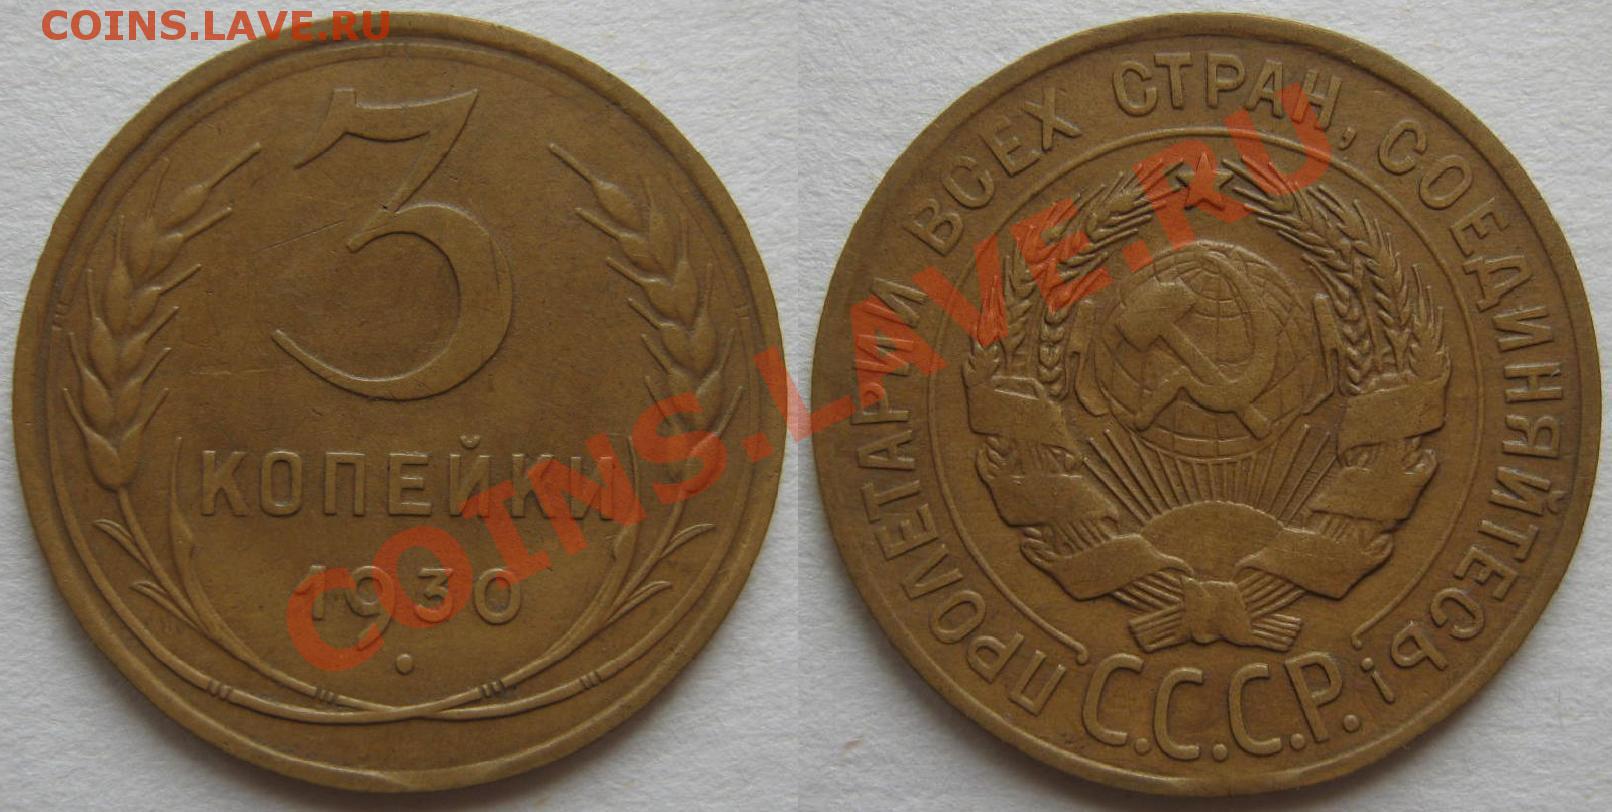 COINS.LAVE.RU
3
КОПЕЙКИ
1930
ПРОЛЕТАРИИ ВСЕХ СТРАН, СОЕДИНЯЙТЕСЬ!
С.С.С.Р.
COINS.LAVE.RU